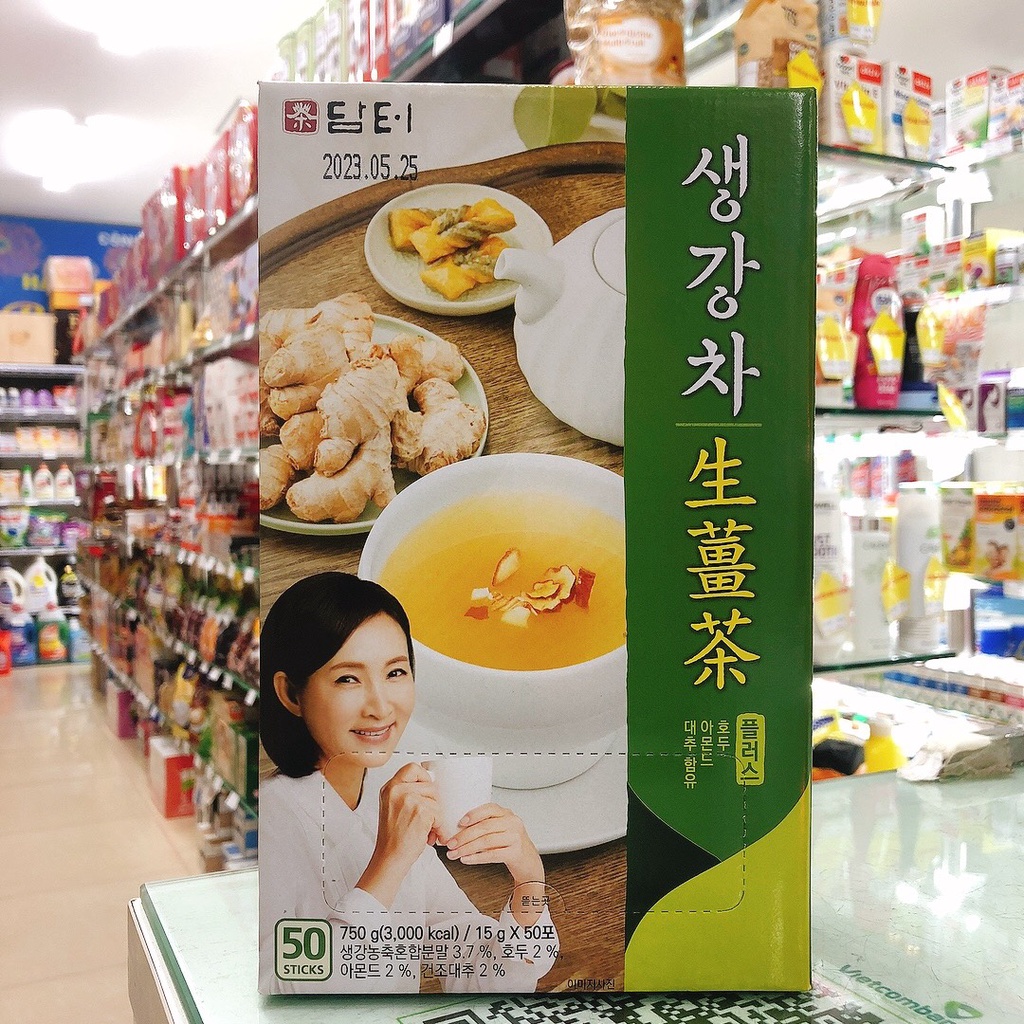 茶 담터
2023.05.25
생강차
生薑茶
플러스
호두
아몬드
대추 함유
뜯는곳
50
STICKS
750 g(3,000 kcal) / 15 g X 50포
생강농축혼합분말 3.7 %, 호두 2 %,
아몬드 2 %, 건조대추 2 %
이미지사진
Vietcomba